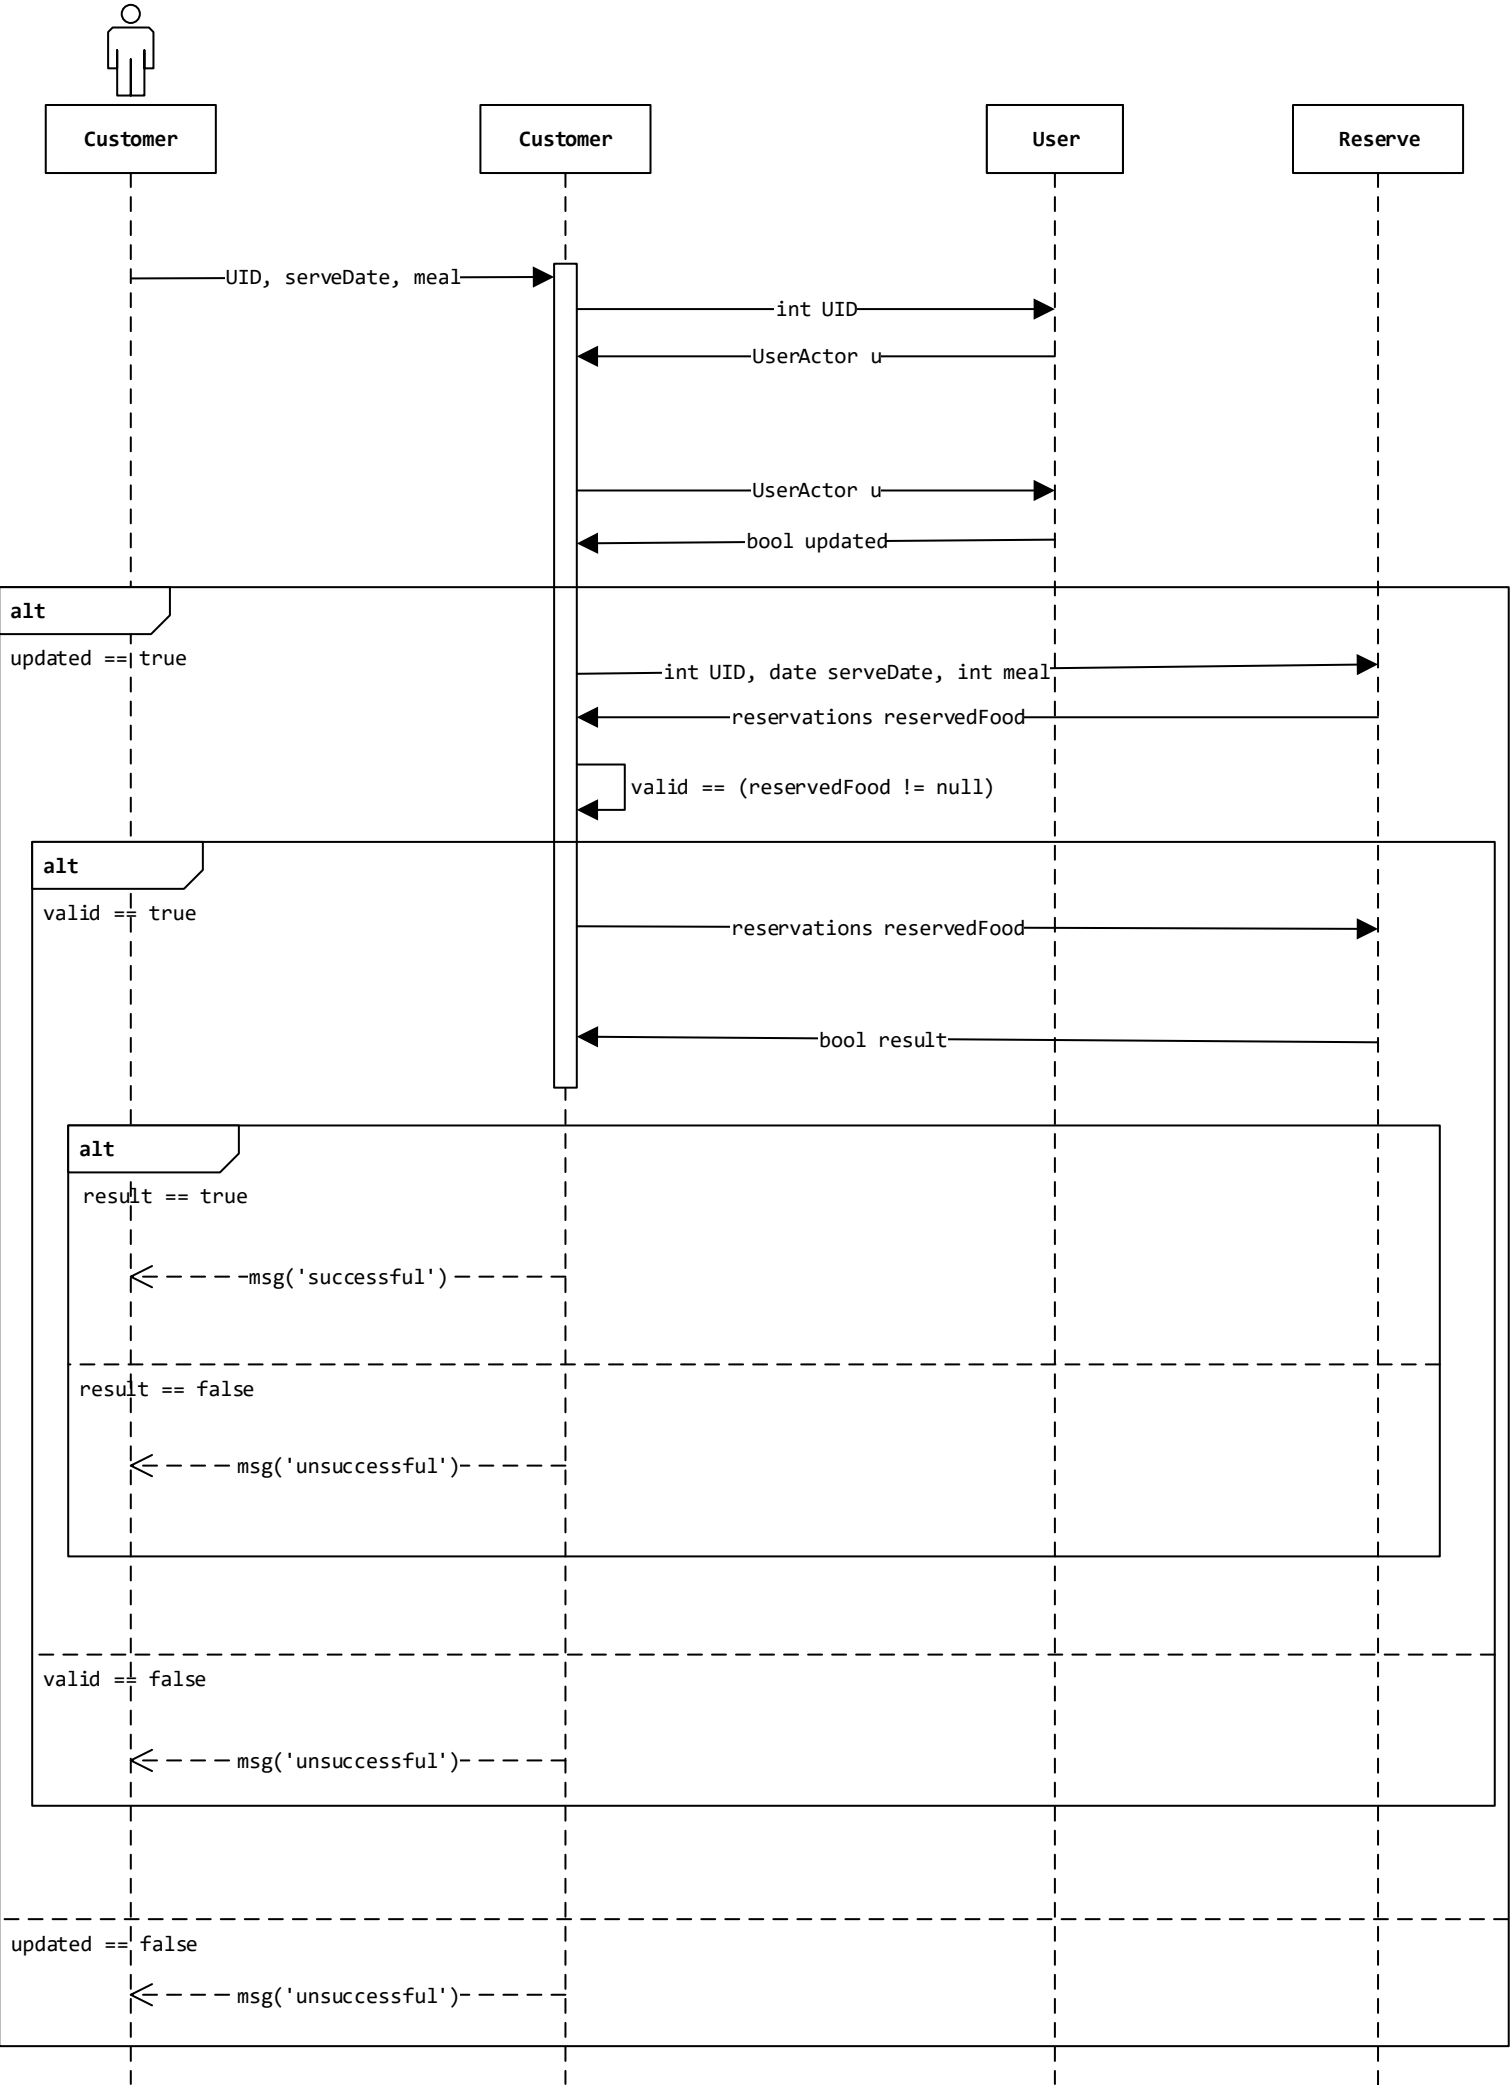 Customer
Customer
User
Reserve
UID, serveDate, meal
int UID
UserActor u
UserActor u
bool updated
alt
updated == true
int UID, date serveDate, int meal
reservations reservedFood
valid == (reservedFood != null)
alt
valid == true
reservations reservedFood
bool result
alt
result == true
msg('successful')
result == false
msg('unsuccessful')
valid == false
msg('unsuccessful')
updated == false
msg('unsuccessful')